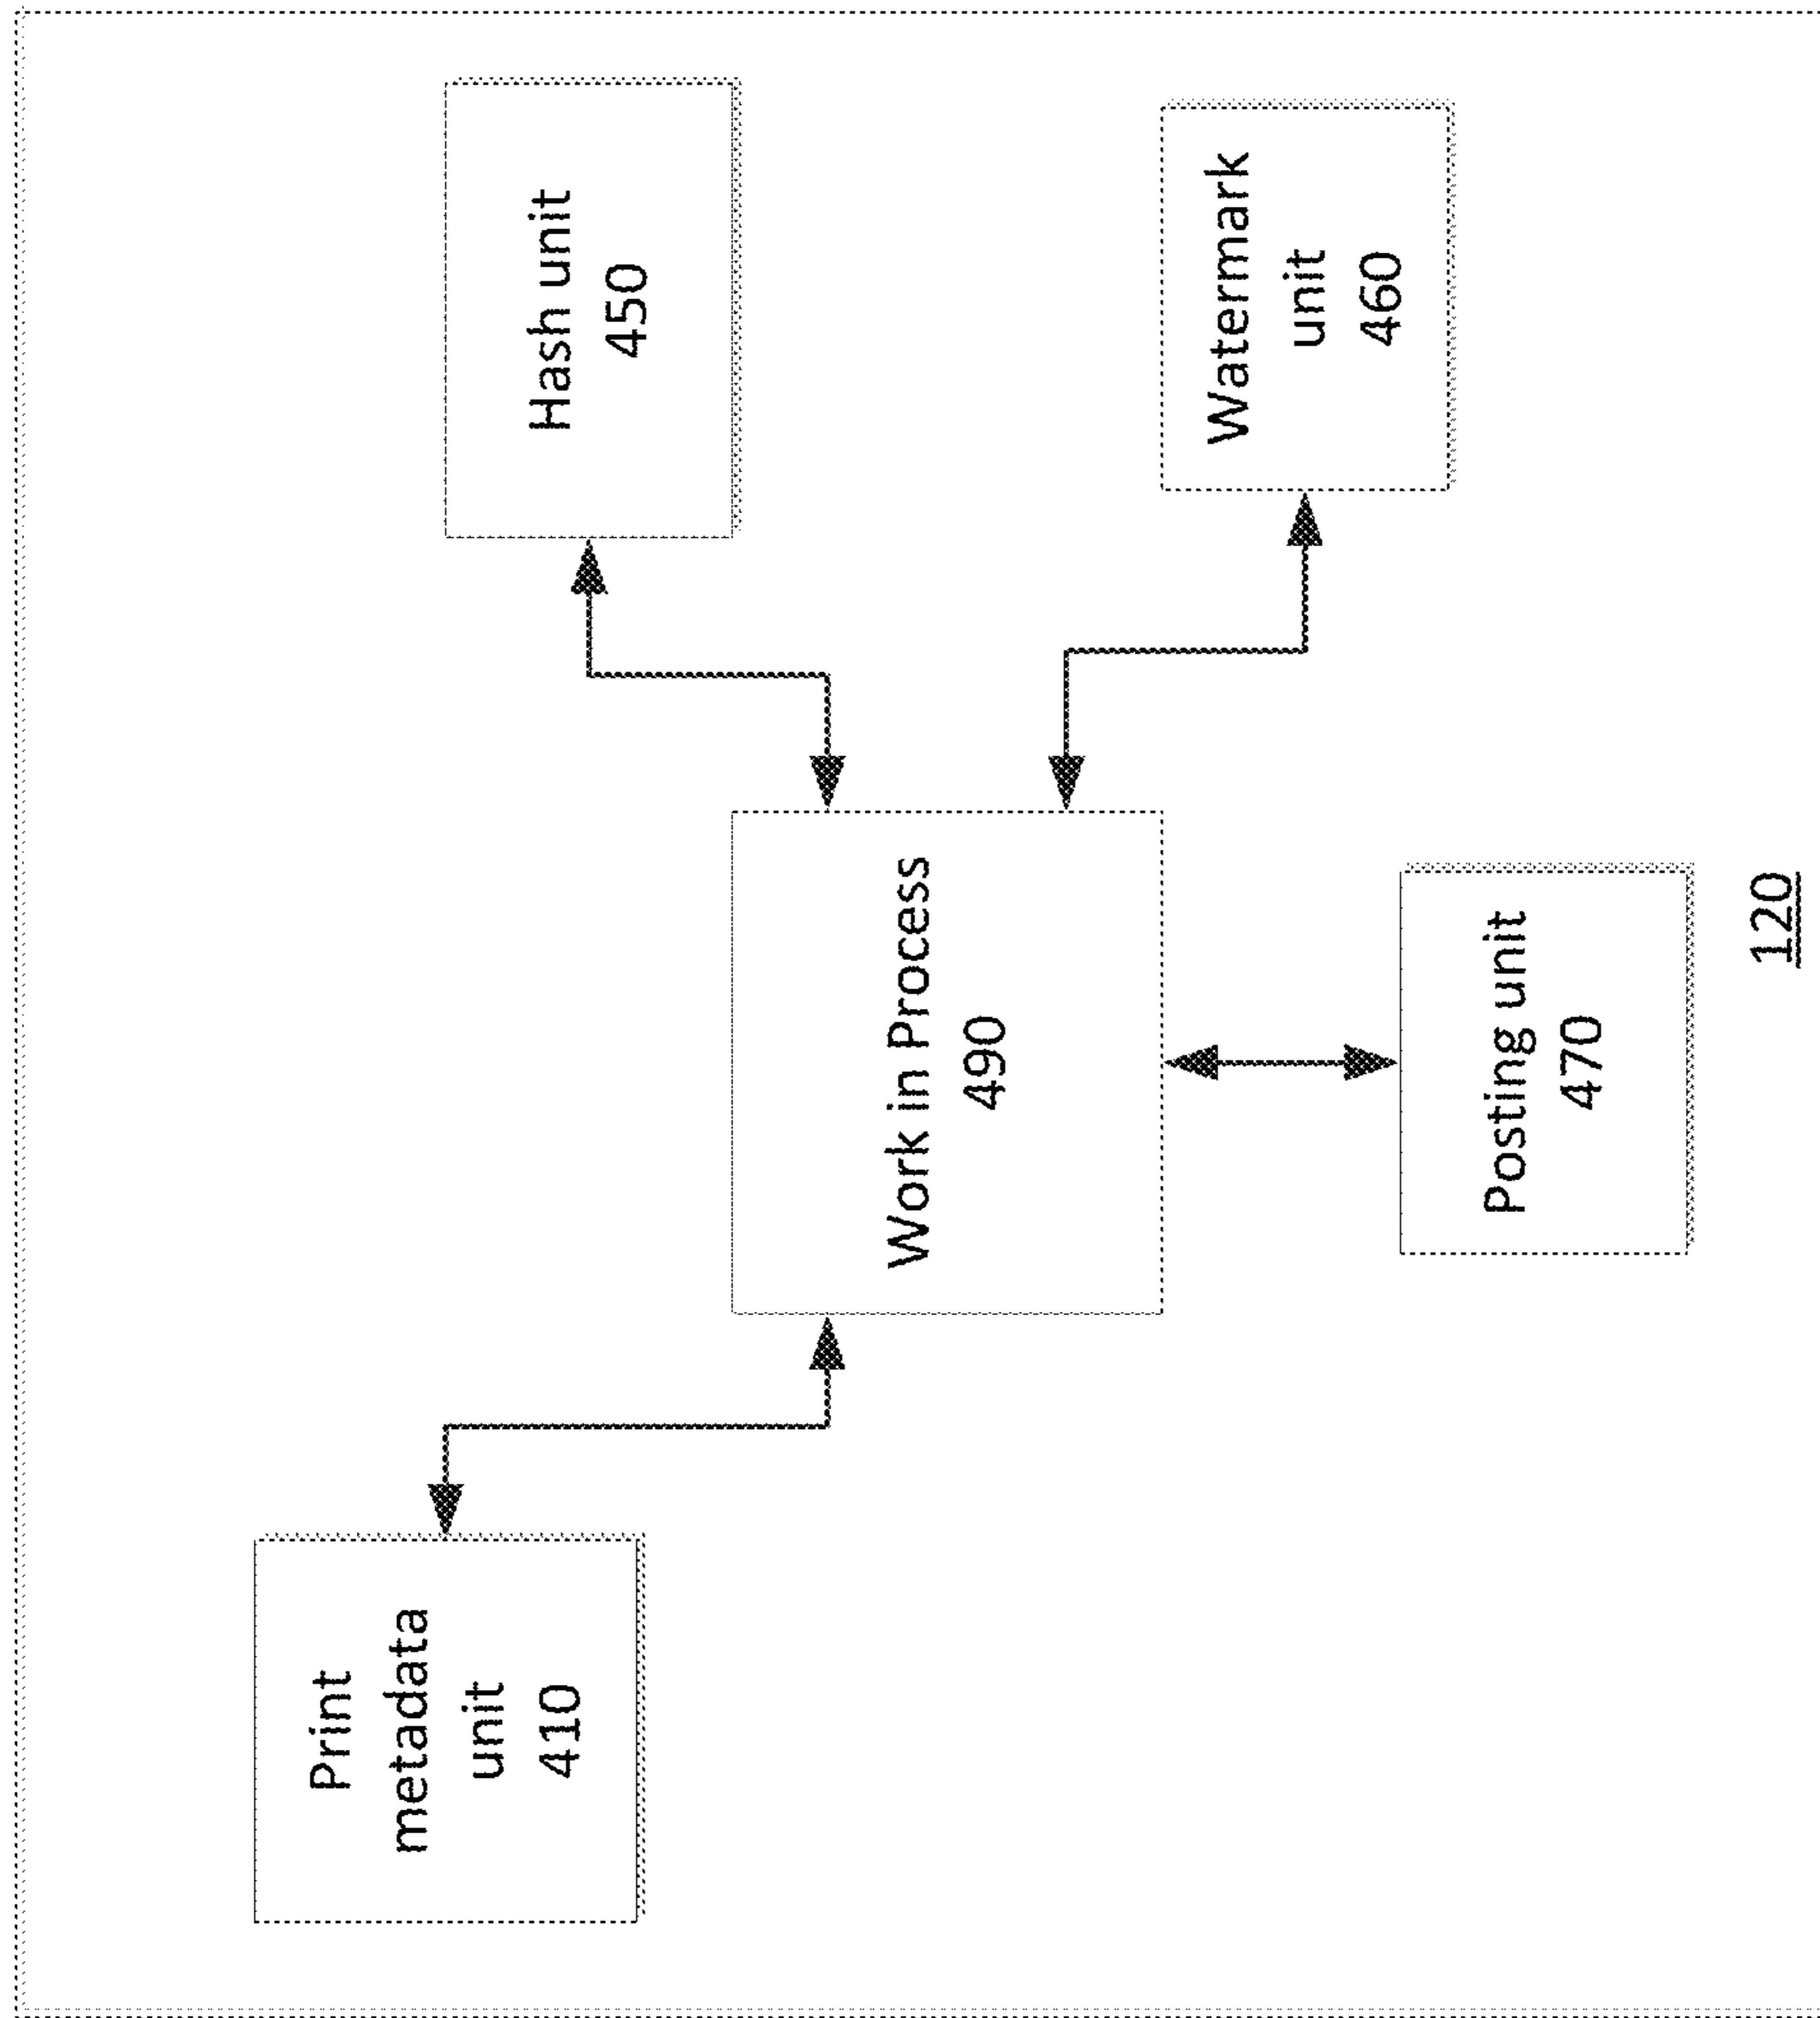 Print
metadata
unit
410
Hash unit
450
Work in Process
490
Watermark
unit
460
Posting unit
470
120